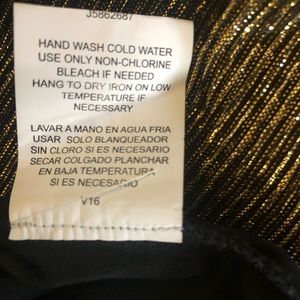 J5862687
HAND WASH COLD WATER
USE ONLY NON-CHLORINE
BLEACH IF NEEDED
HANG TO DRY IRON ON LOW
TEMPERATURE IF
NECESSARY
LAVAR A MANO EN AGUA FRIA
USAR SOLO BLANQUEADOR
SIN CLORO SI ES NECESARIO
SECAR COLGADO PLANCHAR
EN BAJA TEMPERATURA
SI ES NECESARIO
V16